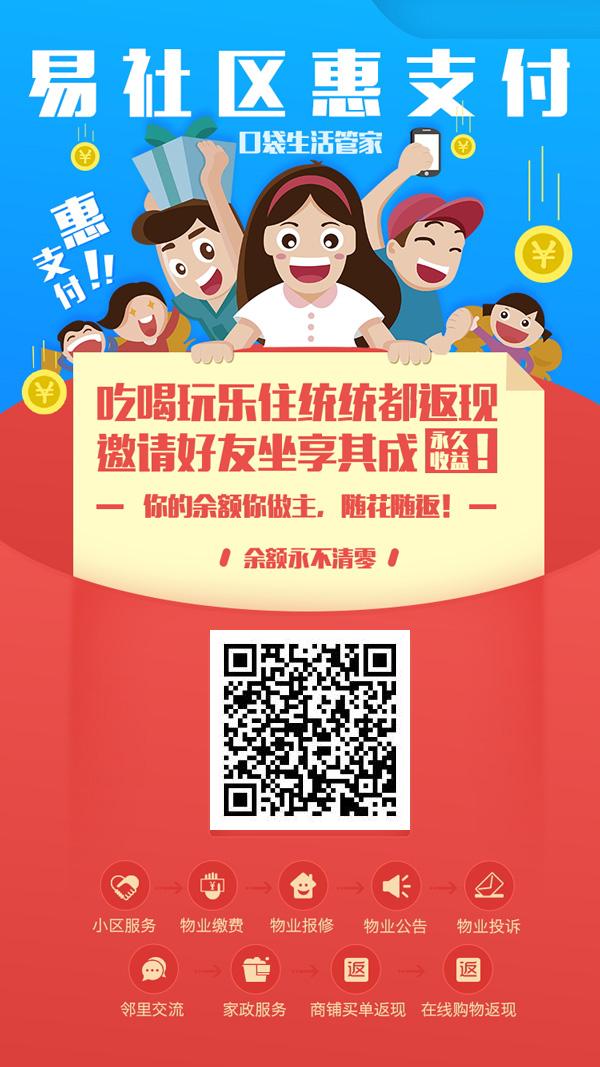 易社区惠支付
口袋生活管家
惠
支付!!
吃喝玩乐住统统都返现
邀请好友坐享其成 永久收益!
你的余额你做主,随花随返!
余额永不清零
小区服务 物业缴费 物业报修 物业公告 物业投诉
邻里交流 家政服务 商铺买单返现 在线购物返现
返 返